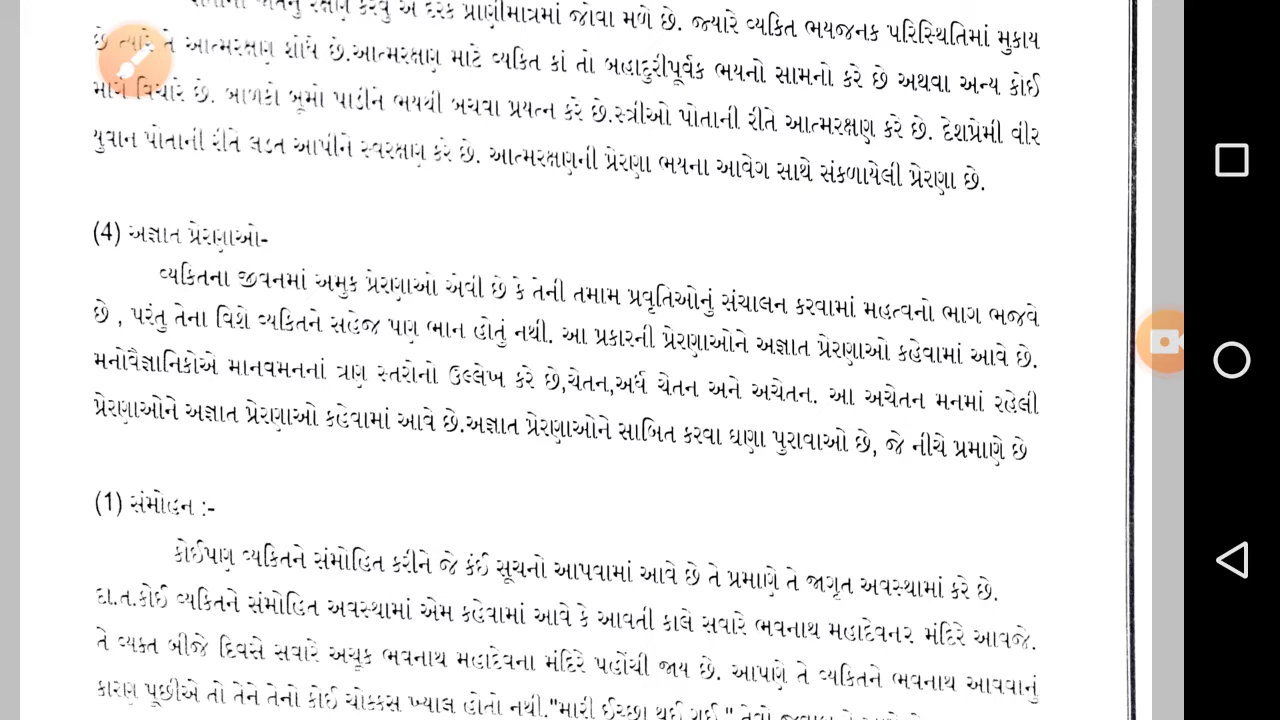 જાતનું રક્ષણ કરવું એ દરેક પ્રાણીમાત્રમાં જોવા મળે છે. જ્યારે વ્યકિત ભયજનક પરિસ્થિતિમાં મુકાય
છે ત્યારે તે આત્મરક્ષણ શોધે છે.આત્મરક્ષણ માટે વ્યકિત કાં તો બહાદુરીપૂર્વક ભયનો સામનો કરે છે અથવા અન્ય કોઈ
માર્ગ વિચારે છે. બાળકો બૂમો પાડીને ભયથી બચવા પ્રયત્ન કરે છે.સ્ત્રીઓ પોતાની રીતે આત્મરક્ષણ કરે છે. દેશપ્રેમી વીર
યુવાન પોતાની રીતે લડત આપીને સ્વરક્ષણ કરે છે. આત્મરક્ષણની પ્રેરણા ભયના આવેગ સાથે સંકળાયેલી પ્રેરણા છે.
(4) અજ્ઞાત પ્રેરણાઓ-
વ્યકિતના જીવનમાં અમુક પ્રેરણાઓ એવી છે કે તેની તમામ પ્રવૃતિઓનું સંચાલન કરવામાં મહત્વનો ભાગ ભજવે
છે , પરંતુ તેના વિશે વ્યકિતને સહેજ પણ ભાન હોતું નથી. આ પ્રકારની પ્રેરણાઓને અજ્ઞાત પ્રેરણાઓ કહેવામાં આવે છે.
મનોવૈજ્ઞાનિકોએ માનવમનનાં ત્રણ સ્તરોનો ઉલ્લેખ કરે છે,ચેતન,અર્ધ ચેતન અને અચેતન. આ અચેતન મનમાં રહેલી
પ્રેરણાઓને અજ્ઞાત પ્રેરણાઓ કહેવામાં આવે છે.અજ્ઞાત પ્રેરણાઓને સાબિત કરવા ઘણા પુરાવાઓ છે, જે નીચે પ્રમાણે છે
(1) સંમોહન :-
કોઈપણ વ્યકિતને સંમોહિત કરીને જે કંઈ સૂચનો આપવામાં આવે છે તે પ્રમાણે તે જાગૃત અવસ્થામાં કરે છે.
દા.ત.કોઈ વ્યકિતને સંમોહિત અવસ્થામાં એમ કહેવામાં આવે કે આવતી કાલે સવારે ભવનાથ મહાદેવનર મંદિરે આવજે.
તે વ્યકત બીજે દિવસે સવારે અચૂક ભવનાથ મહાદેવના મંદિરે પહોંચી જાય છે. આપણે તે વ્યકિતને ભવનાથ આવવાનું
કારણ પૂછીએ તો તેને તેનો કોઈ ચોક્કસ ખ્યાલ હોતો નથી."મારી ઈચ્છા થઈ ગઈ "